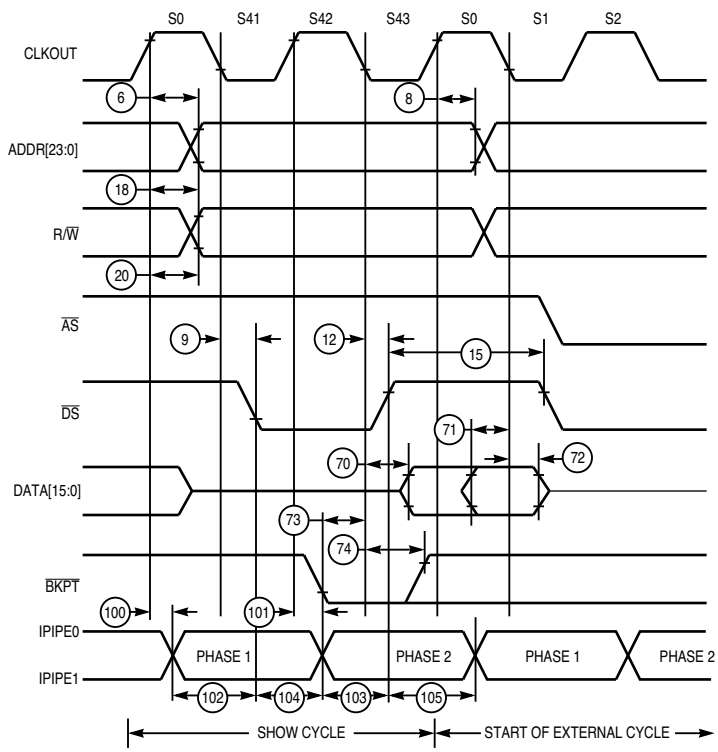 S0 S41 S42 S43 S0 S1 S2
CLKOUT
6 8
ADDR[23:0]
18
R/W
20
AS
9 12 15
DS
71
70 72
DATA[15:0]
73
74
BKPT
100 101
IPIPE0
PHASE 1 PHASE 2 PHASE 1 PHASE 2
IPIPE1
102 104 103 105
SHOW CYCLE START OF EXTERNAL CYCLE